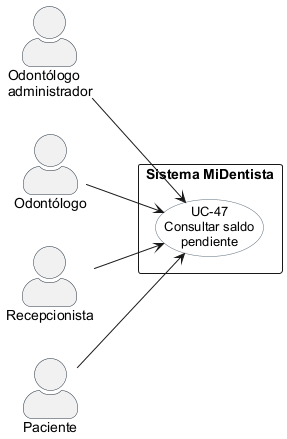 Odontólogo
administrador
Odontólogo
Recepcionista
Paciente
Sistema MiDentista
UC-47
Consultar saldo
pendiente